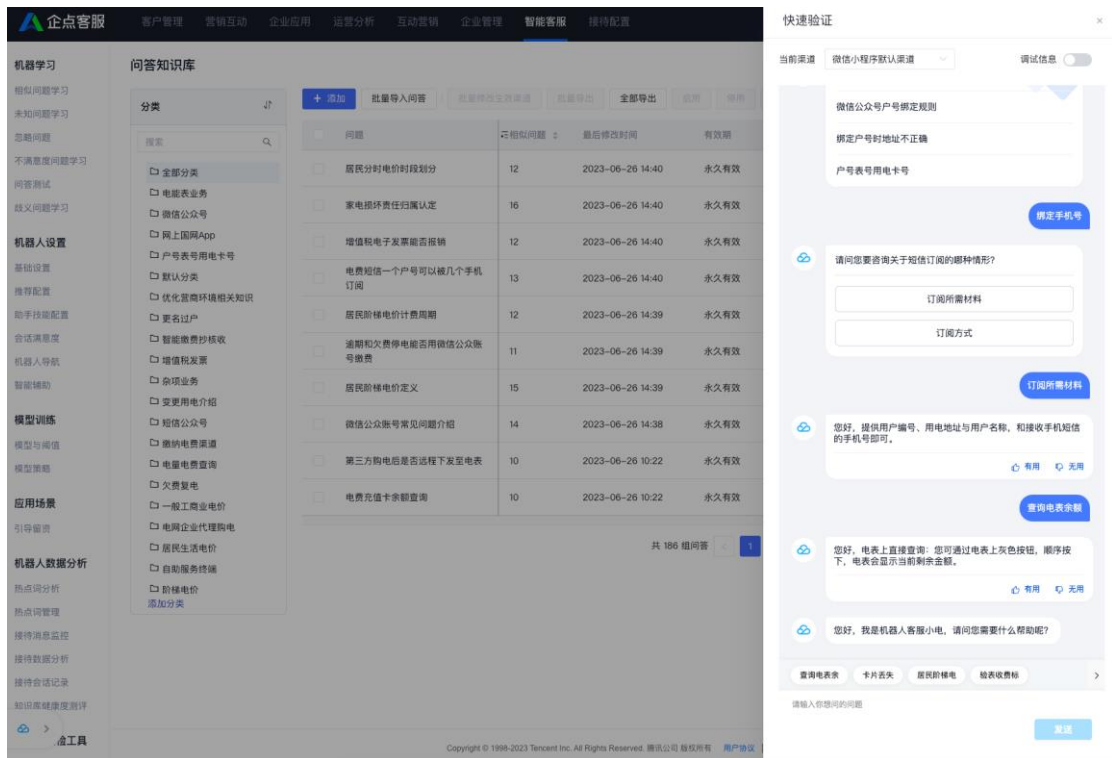 企点客服
客户管理 营销互动 企业应用 运营分析 互动营销 企业管理 智能客服 接待配置
机器学习
相似问题学习
未知问题学习
忽略问题
不满意度问题学习
问答测试
歧义问题学习
机器人设置
基础设置
推荐配置
助手技能配置
会话满意度
机器人导航
智能辅助
模型训练
模型与阈值
模型策略
应用场景
引导留资
机器人数据分析
热点词分析
热点词管理
接待消息监控
接待数据分析
接待会话记录
知识库健康度测评
验工具
问答知识库
分类
搜索
全部分类
电能表业务
微信公众号
网上国网App
户号表号用电卡号
默认分类
优化营商环境相关知识
更名过户
智能缴费抄核收
增值税发票
杂项业务
变更用电介绍
短信公众号
缴纳电费渠道
电量电费查询
欠费复电
一般工商业电价
电网企业代理购电
居民生活电价
自助服务终端
阶梯电价
添加分类
+ 添加 批量导入问答 批量修改生效渠道 批量导出 全部导出 启用 停用
问题 相似问题 最后修改时间 有效期
居民分时电价时段划分 12 2023-06-26 14:40 永久有效
家电损坏责任归属认定 16 2023-06-26 14:40 永久有效
增值税电子发票能否报销 12 2023-06-26 14:40 永久有效
电费短信一个户号可以被几个手机
订阅 13 2023-06-26 14:40 永久有效
居民阶梯电价计费周期 12 2023-06-26 14:39 永久有效
逾期和欠费停电能否用微信公众账
号缴费 11 2023-06-26 14:39 永久有效
居民阶梯电价定义 15 2023-06-26 14:39 永久有效
微信公众账号常见问题介绍 14 2023-06-26 14:38 永久有效
第三方购电后是否远程下发至电表 10 2023-06-26 10:22 永久有效
电费充值卡余额查询 10 2023-06-26 10:22 永久有效
共 186 组问答 < 1
Copyright © 1998-2023 Tencent Inc. All Rights Reserved. 腾讯公司 版权所有 用户协议
快速验证 ×
当前渠道 微信小程序默认渠道 调试信息
微信公众号户号绑定规则
绑定户号时地址不正确
户号表号用电卡号
绑定手机号
请问您要咨询关于短信订阅的哪种情形?
订阅所需材料
订阅方式
订阅所需材料
您好，提供用户编号、用电地址与用户名称，和接收手机短信
的手机号即可。
有用 无用
查询电表余额
您好，电表上直接查询: 您可通过电表上灰色按钮，顺序按
下，电表会显示当前剩余金额。
有用 无用
您好，我是机器人客服小电，请问您需要什么帮助呢?
查询电表余 卡片丢失 居民阶梯电 验表收费标
请输入你想问的问题
发送